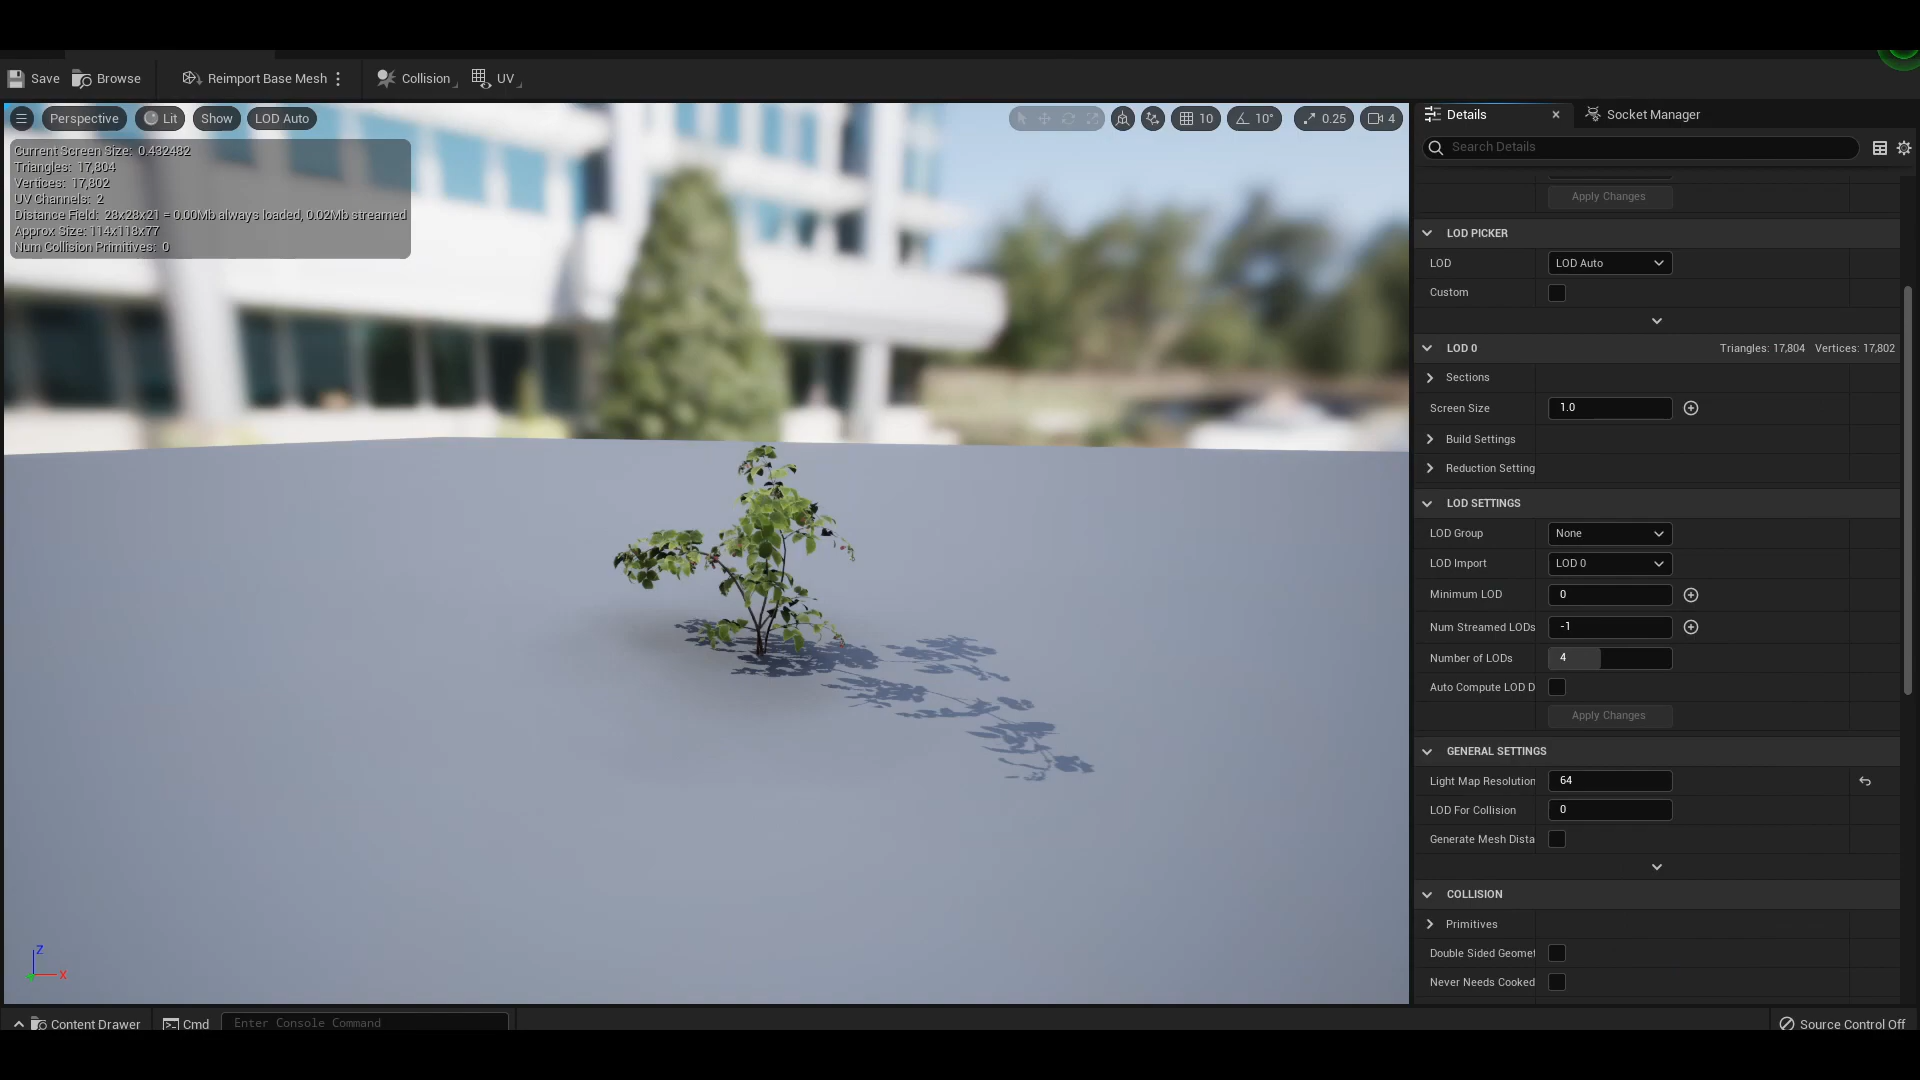 Save
Browse
Reimport Base Mesh
Collision
UV
Perspective
Lit
Show
LOD Auto
10
10°
0.25
4
Current Screen Size: 0.432482
Triangles: 17,804
Vertices: 17,802
UV Channels: 2
Distance Field: 28x28x21 = 0.00Mb always loaded, 0.02Mb streamed
Approx Size: 114x118x77
Num Collision Primitives: 0
Z
X
Details
Socket Manager
Search Details
Apply Changes
LOD PICKER
LOD LOD Auto
Custom
LOD 0 Triangles: 17,804 Vertices: 17,802
Sections
Screen Size 1.0
Build Settings
Reduction Setting
LOD SETTINGS
LOD Group None
LOD Import LOD 0
Minimum LOD 0
Num Streamed LODs -1
Number of LODs 4
Auto Compute LOD D
Apply Changes
GENERAL SETTINGS
Light Map Resolution 64
LOD For Collision 0
Generate Mesh Dista
COLLISION
Primitives
Double Sided Geomet
Never Needs Cooked
Content Drawer
Cmd
Enter Console Command
Source Control Off